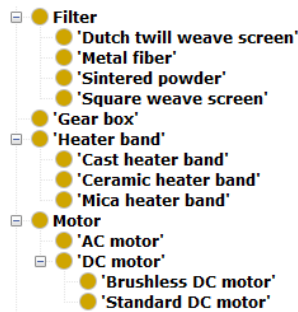 Filter
'Dutch twill weave screen'
'Metal fiber'
'Sintered powder'
'Square weave screen'
'Gear box'
'Heater band'
'Cast heater band'
'Ceramic heater band'
'Mica heater band'
Motor
'AC motor'
'DC motor'
'Brushless DC motor'
'Standard DC motor'